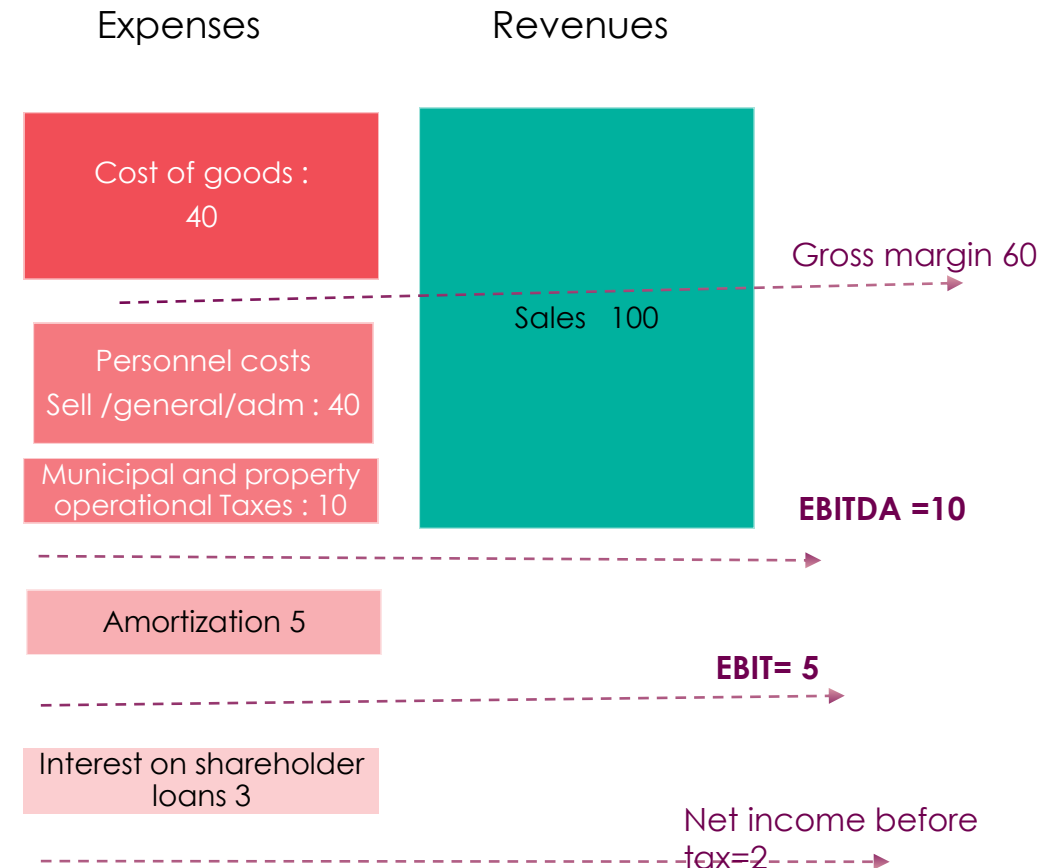 Expenses
Revenues
Cost of goods :
40
Gross margin 60
Sales 100
Personnel costs
Sell /general/adm : 40
Municipal and property
operational Taxes : 10
EBITDA =10
Amortization 5
EBIT= 5
Interest on shareholder
loans 3
Net income before
tax=2